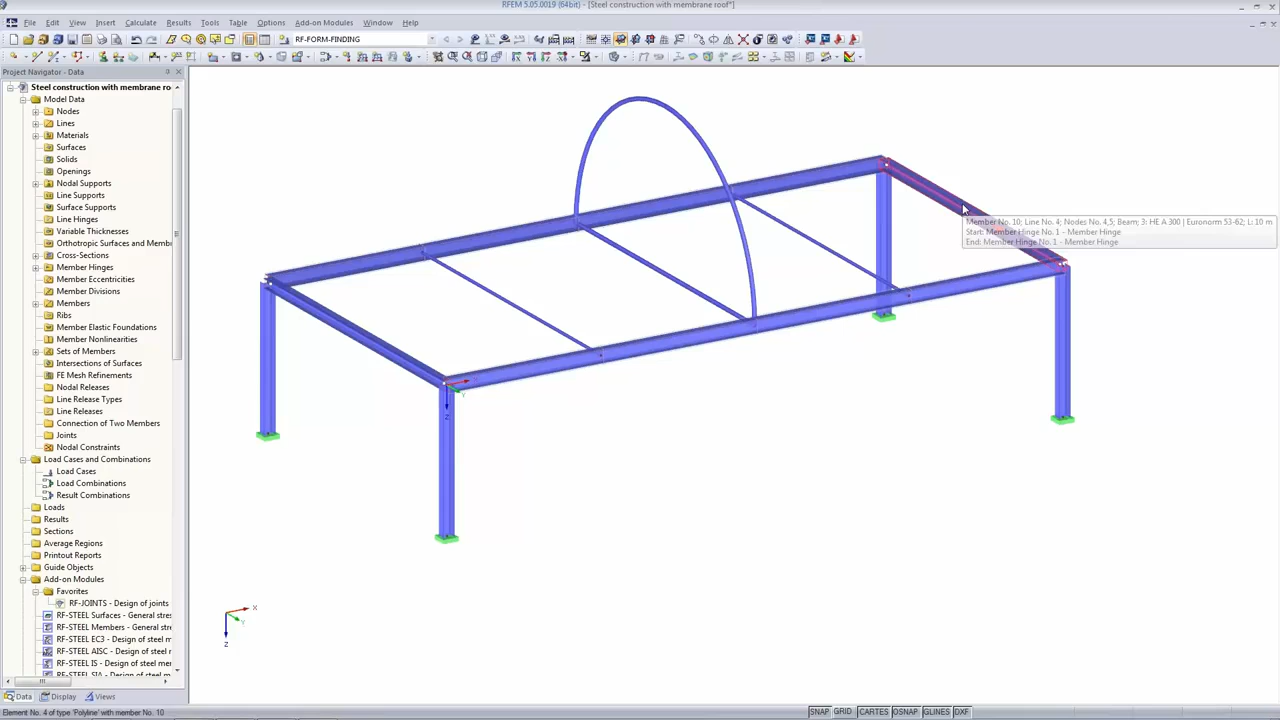 RFEM 5.05.0019 (64bit) - [Steel construction with membrane roof*]
File Edit View Insert Calculate Results Tools Table Options Add-on Modules Window Help
RF-FORM-FINDING
Project Navigator - Data
Steel construction with membrane ro
Model Data
Nodes
Lines
Materials
Surfaces
Solids
Openings
Nodal Supports
Line Supports
Surface Supports
Line Hinges
Variable Thicknesses
Orthotropic Surfaces and Memb
Cross-Sections
Member Hinges
Member Eccentricities
Member Divisions
Members
Ribs
Member Elastic Foundations
Member Nonlinearities
Sets of Members
Intersections of Surfaces
FE Mesh Refinements
Nodal Releases
Line Release Types
Line Releases
Connection of Two Members
Joints
Nodal Constraints
Load Cases and Combinations
Load Cases
Load Combinations
Result Combinations
Loads
Results
Sections
Average Regions
Printout Reports
Guide Objects
Add-on Modules
Favorites
RF-JOINTS - Design of joints
RF-STEEL Surfaces - General stres
RF-STEEL Members - General stre
RF-STEEL EC3 - Design of steel m
RF-STEEL AISC - Design of steel r
RF-STEEL IS - Design of steel mer
RF-STEEL SIA - Design of steel m
Data Display Views
Member No. 10; Line No. 4; Nodes No. 4,5; Beam; 3: HE A 300 | Euronorm 53-62; L: 10 m
Start: Member Hinge No. 1 - Member Hinge
End: Member Hinge No. 1 - Member Hinge
Y
Z
X
Y
Z
Element No. 4 of type 'Polyline' with member No. 10
SNAP GRID CARTES OSNAP GLINES DXF